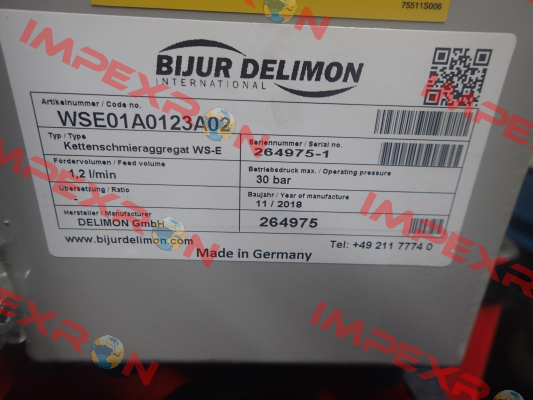 75511S006
BIJUR DELIMON
INTERNATIONAL
Artikelnummer / Code no.
WSE01A0123A02
Typ / Type
Kettenschmieraggregat WS-E
Seriennummer / Serial no.
264975-1
Fördervolumen / Feed volume
1,2 l/min
Betriebsdruck max. / Operating pressure
30 bar
Übersetzung / Ratio
-
Baujahr / Year of manufacture
11 / 2018
Hersteller / Manufacturer
DELIMON GmbH
264975
www.bijurdelimon.com
Tel: +49 211 7774 0
Made in Germany
IMPEXRON
IMPEXRON
IMPEXRON
IMPEXRON
IMPEXRON